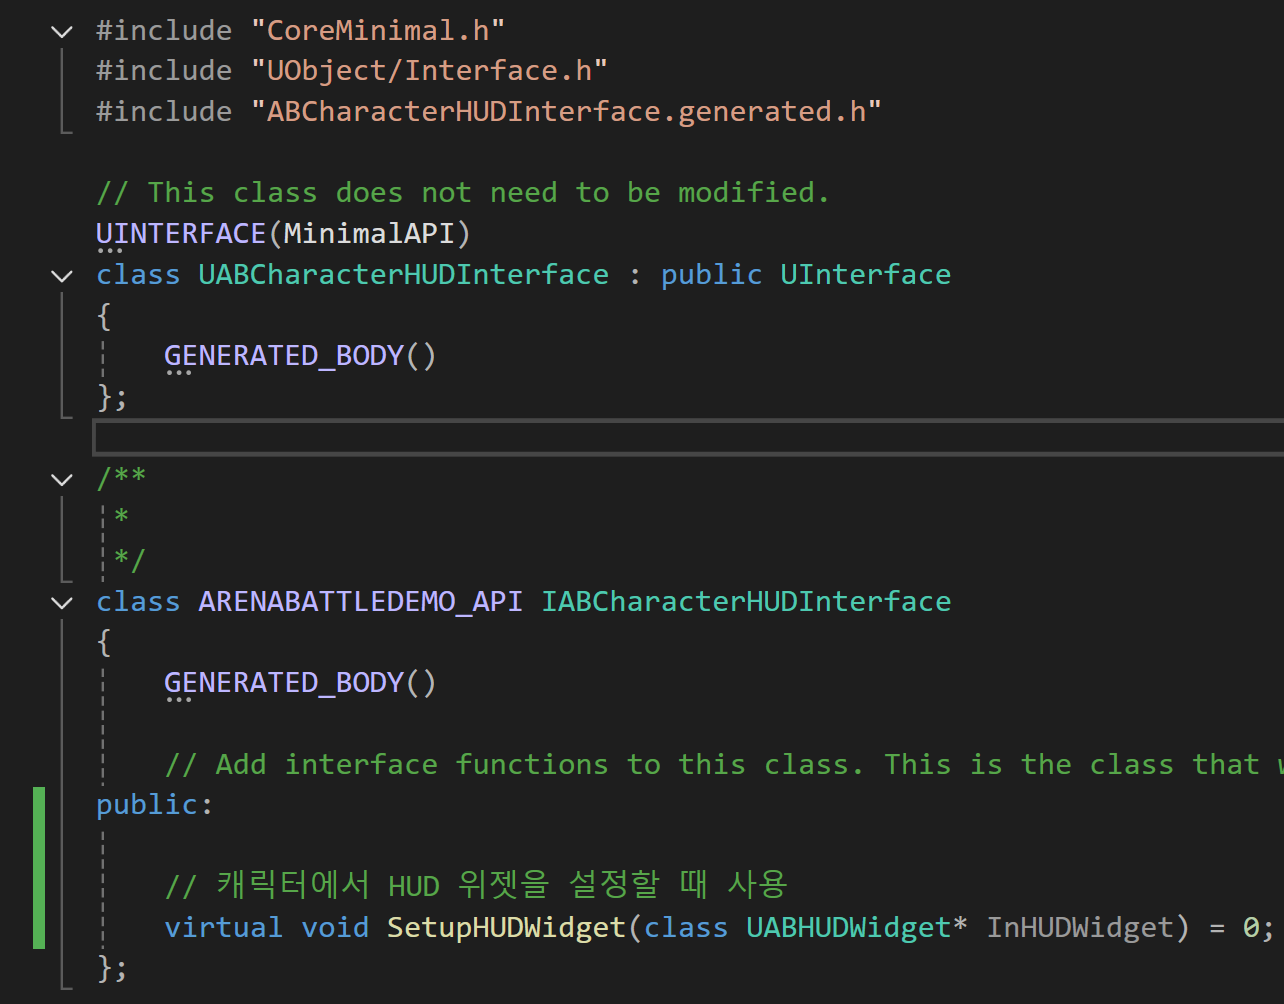 #include "CoreMinimal.h"
#include "UObject/Interface.h"
#include "ABCharacterHUDInterface.generated.h"
// This class does not need to be modified.
UINTERFACE(MinimalAPI)
class UABCharacterHUDInterface : public UInterface
{
GENERATED_BODY()
};
/**
*
*/
class ARENABATTLEDEMO_API IABCharacterHUDInterface
{
GENERATED_BODY()
// Add interface functions to this class. This is the class that
public:
// 캐릭터에서 HUD 위젯을 설정할 때 사용
virtual void SetupHUDWidget(class UABHUDWidget* InHUDWidget) = 0;
};